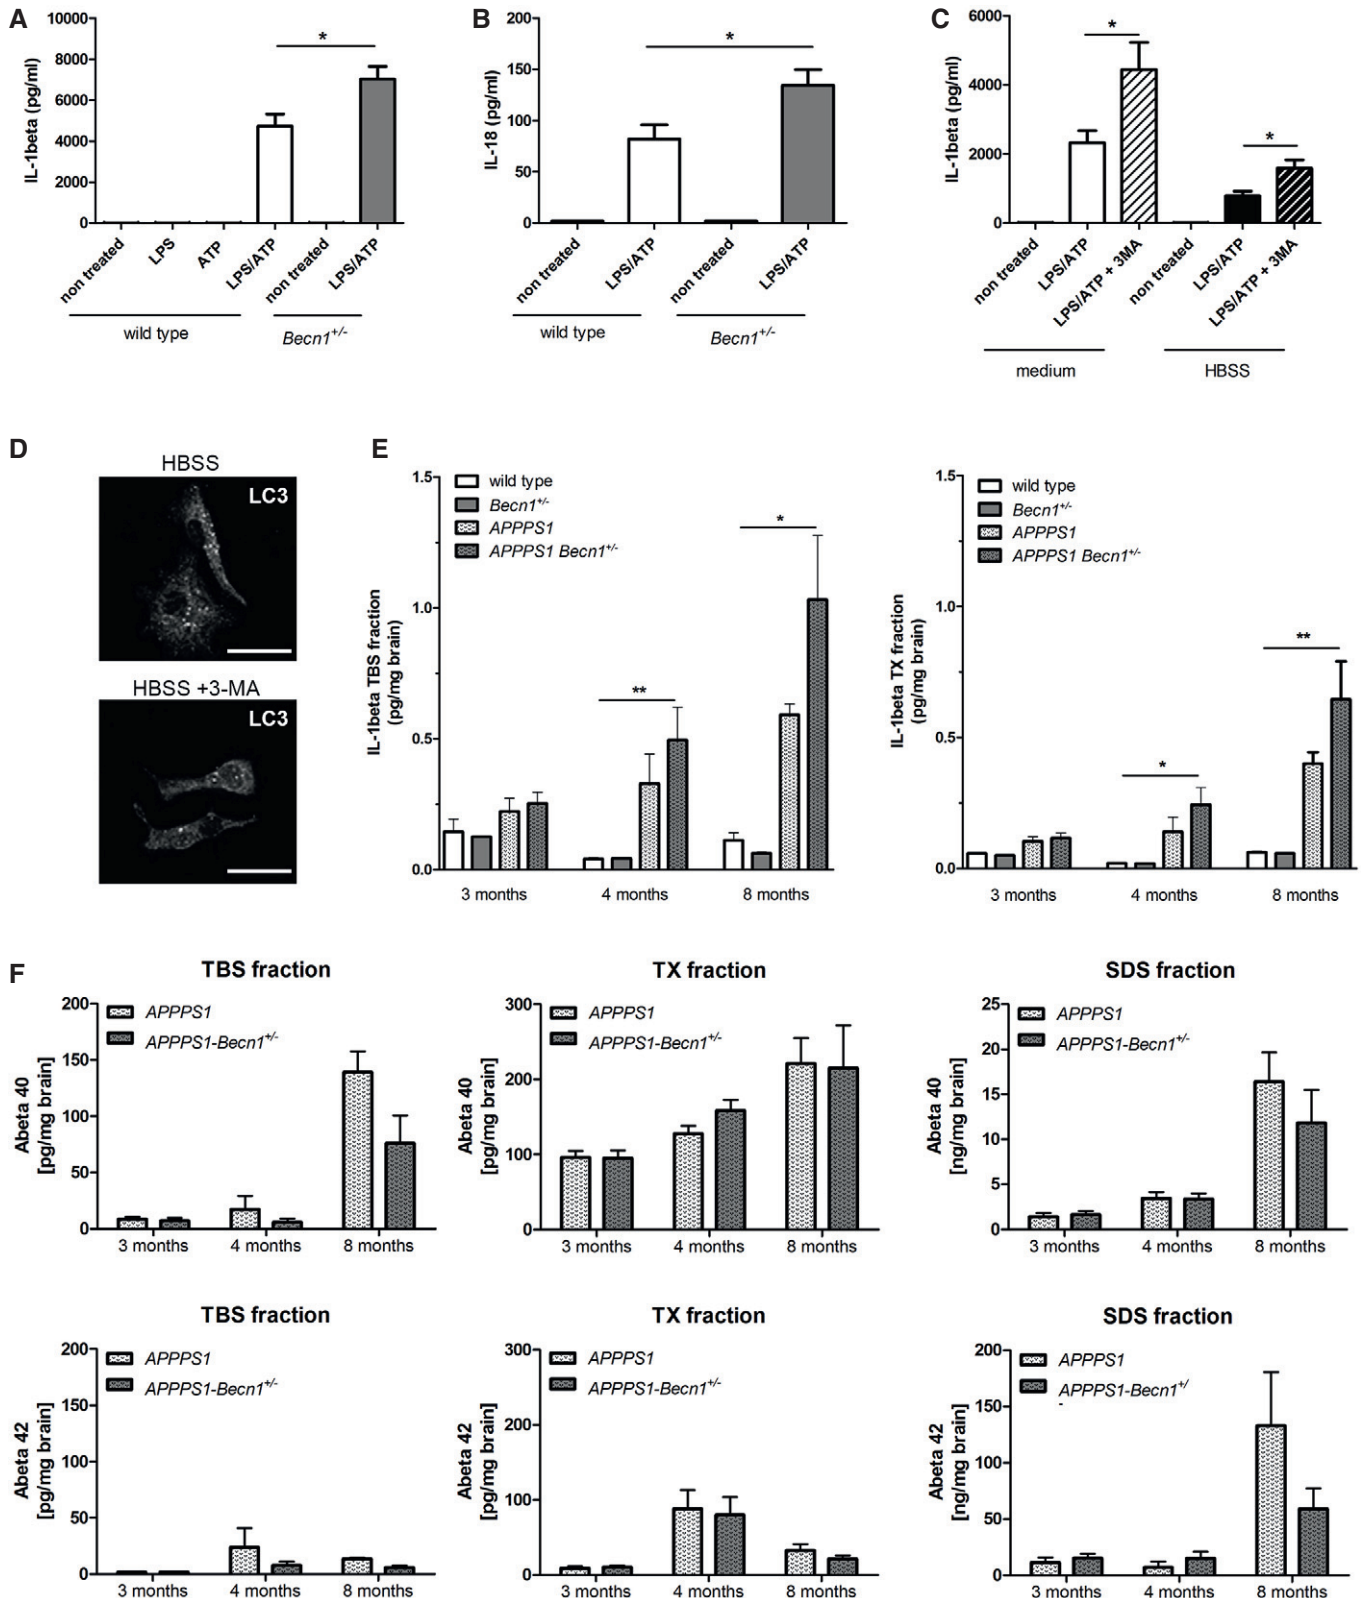 A
10000
8000
6000
4000
2000
0
IL-1beta (pg/ml)
*
non treated
LPS
ATP
LPS/ATP
non treated
LPS/ATP
wild type
Becn1+/-
B
200
150
100
50
0
IL-18 (pg/ml)
*
non treated
LPS/ATP
non treated
LPS/ATP
wild type
Becn1+/-
C
6000
4000
2000
0
IL-1beta (pg/ml)
*
*
non treated
LPS/ATP
LPS/ATP + 3MA
non treated
LPS/ATP
LPS/ATP + 3MA
medium
HBSS
D
HBSS
LC3
HBSS +3-MA
LC3
E
1.5
1.0
0.5
0.0
IL-1beta TBS fraction
(pg/mg brain)
wild type
Becn1+/-
APPPS1
APPPS1 Becn1+/-
**
*
3 months
4 months
8 months
1.5
1.0
0.5
0.0
IL-1beta TX fraction
(pg/mg brain)
wild type
Becn1+/-
APPPS1
APPPS1 Becn1+/-
*
**
3 months
4 months
8 months
F
TBS fraction
200
150
100
50
0
Abeta 40
[pg/mg brain]
APPPS1
APPPS1-Becn1+/-
3 months
4 months
8 months
TX fraction
300
200
100
0
Abeta 40
[pg/mg brain]
APPPS1
APPPS1-Becn1+/-
3 months
4 months
8 months
SDS fraction
25
20
15
10
5
0
Abeta 40
[ng/mg brain]
APPPS1
APPPS1-Becn1+/-
3 months
4 months
8 months
TBS fraction
200
150
100
50
0
Abeta 42
[pg/mg brain]
APPPS1
APPPS1-Becn1+/-
3 months
4 months
8 months
TX fraction
300
200
100
0
Abeta 42
[pg/mg brain]
APPPS1
APPPS1-Becn1+/-
3 months
4 months
8 months
SDS fraction
200
150
100
50
0
Abeta 42
[ng/mg brain]
APPPS1
APPPS1-Becn1+/
-
3 months
4 months
8 months